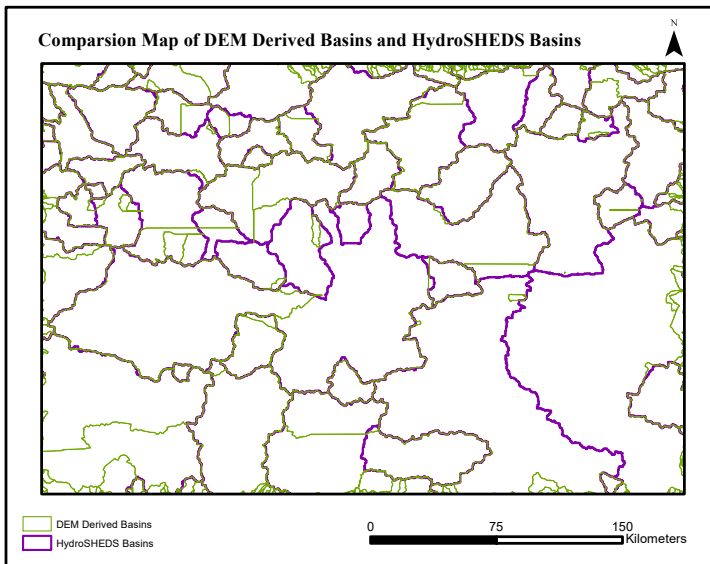 N
Comparsion Map of DEM Derived Basins and HydroSHEDS Basins
DEM Derived Basins
HydroSHEDS Basins
0 75 150
Kilometers